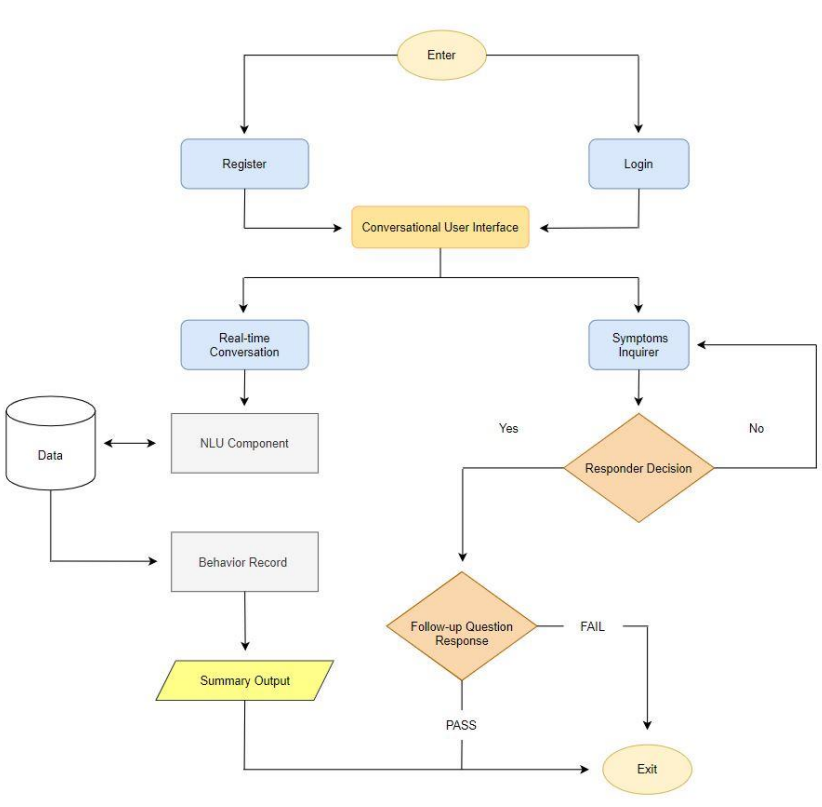 Enter
Register
Login
Conversational User Interface
Real-time
Conversation
Symptoms
Inquirer
Yes
No
Data
NLU Component
Responder Decision
Behavior Record
Follow-up Question
Response
FAIL
Summary Output
PASS
Exit